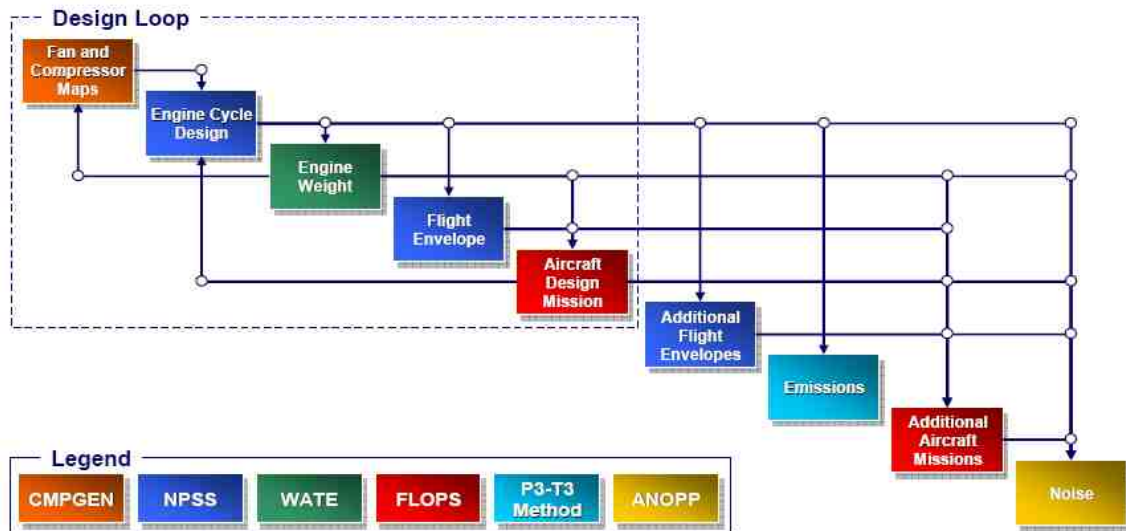 Design Loop
Fan and
Compressor
Maps
Engine Cycle
Design
Engine
Weight
Flight
Envelope
Aircraft
Design
Mission
Additional
Flight
Envelopes
Emissions
Additional
Aircraft
Missions
Noise
Legend
CMPGEN
NPSS
WATE
FLOPS
P3-T3
Method
ANOPP